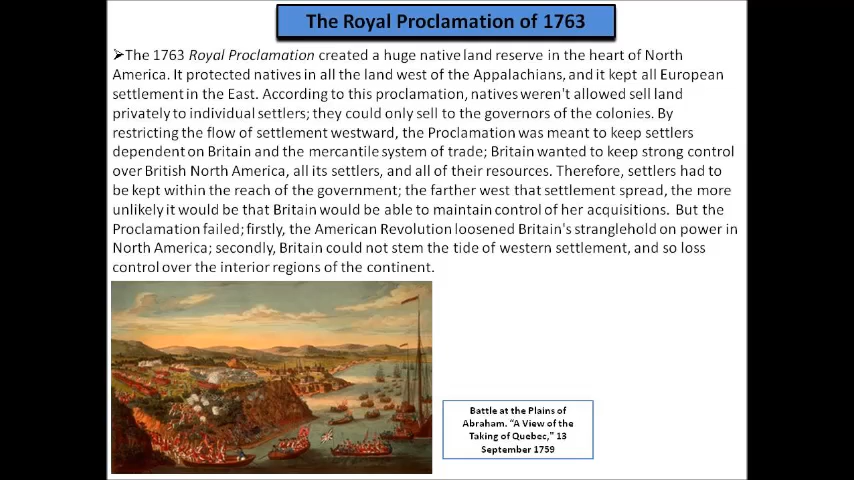 The Royal Proclamation of 1763
➢The 1763 Royal Proclamation created a huge native land reserve in the heart of North
America. It protected natives in all the land west of the Appalachians, and it kept all European
settlement in the East. According to this proclamation, natives weren't allowed sell land
privately to individual settlers; they could only sell to the governors of the colonies. By
restricting the flow of settlement westward, the Proclamation was meant to keep settlers
dependent on Britain and the mercantile system of trade; Britain wanted to keep strong control
over British North America, all its settlers, and all of their resources. Therefore, settlers had to
be kept within the reach of the government; the farther west that settlement spread, the more
unlikely it would be that Britain would be able to maintain control of her acquisitions. But the
Proclamation failed; firstly, the American Revolution loosened Britain's stranglehold on power in
North America; secondly, Britain could not stem the tide of western settlement, and so loss
control over the interior regions of the continent.
Battle at the Plains of
Abraham. “A View of the
Taking of Quebec," 13
September 1759